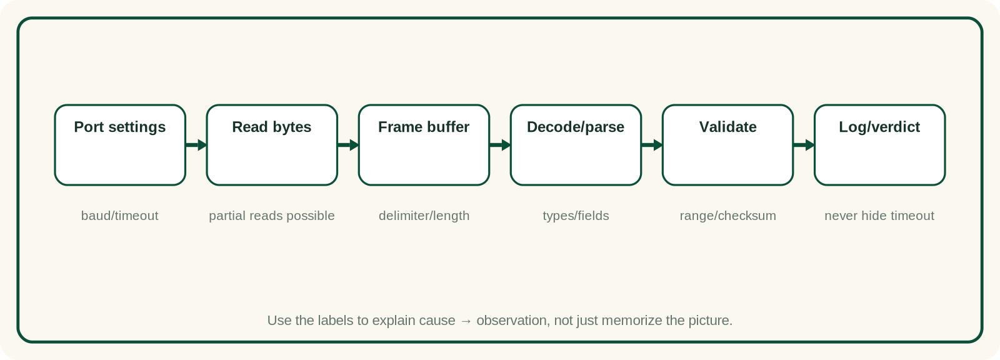 Port settings
Read bytes
Frame buffer
Decode/parse
Validate
Log/verdict
baud/timeout
partial reads possible
delimiter/length
types/fields
range/checksum
never hide timeout
Use the labels to explain cause → observation, not just memorize the picture.